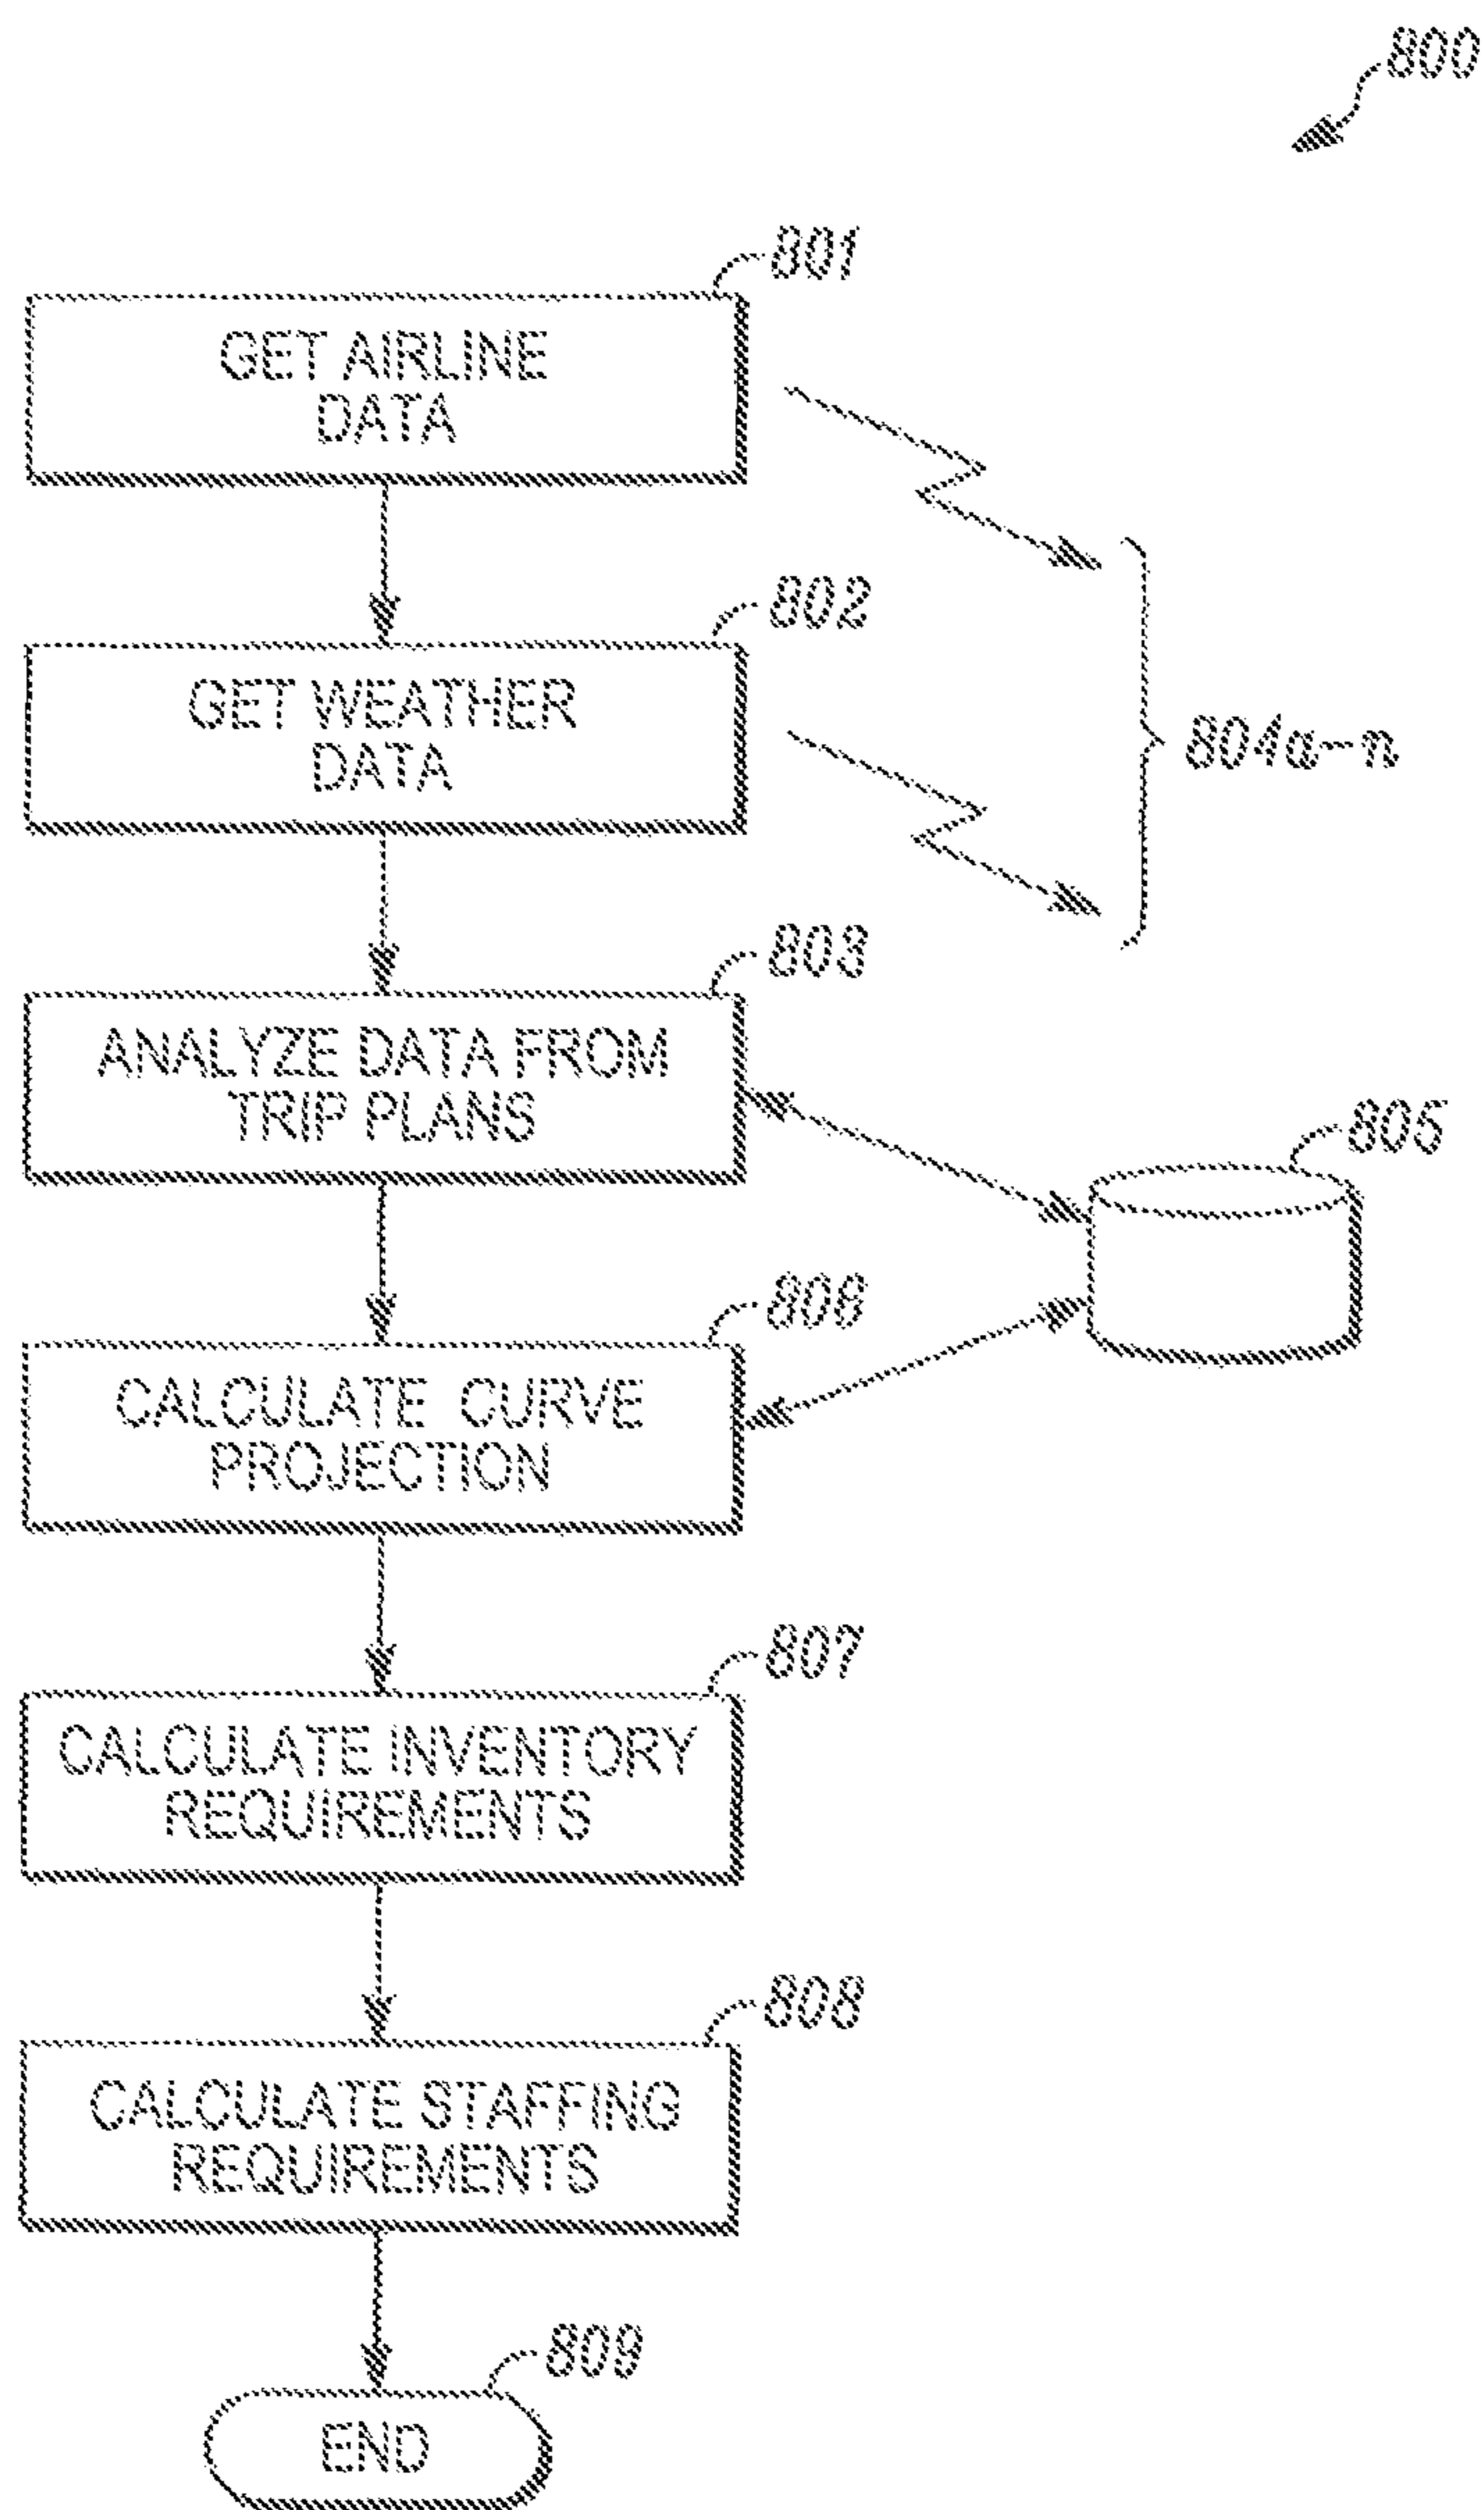 800
801
GET AIRLINE
DATA
802
GET WEATHER
DATA
804a-n
803
ANALYZE DATA FROM
TRIP PLANS
805
806
CALCULATE CURVE
PROJECTION
807
CALCULATE INVENTORY
REQUIREMENTS
808
CALCULATE STAFFING
REQUIREMENTS
809
END